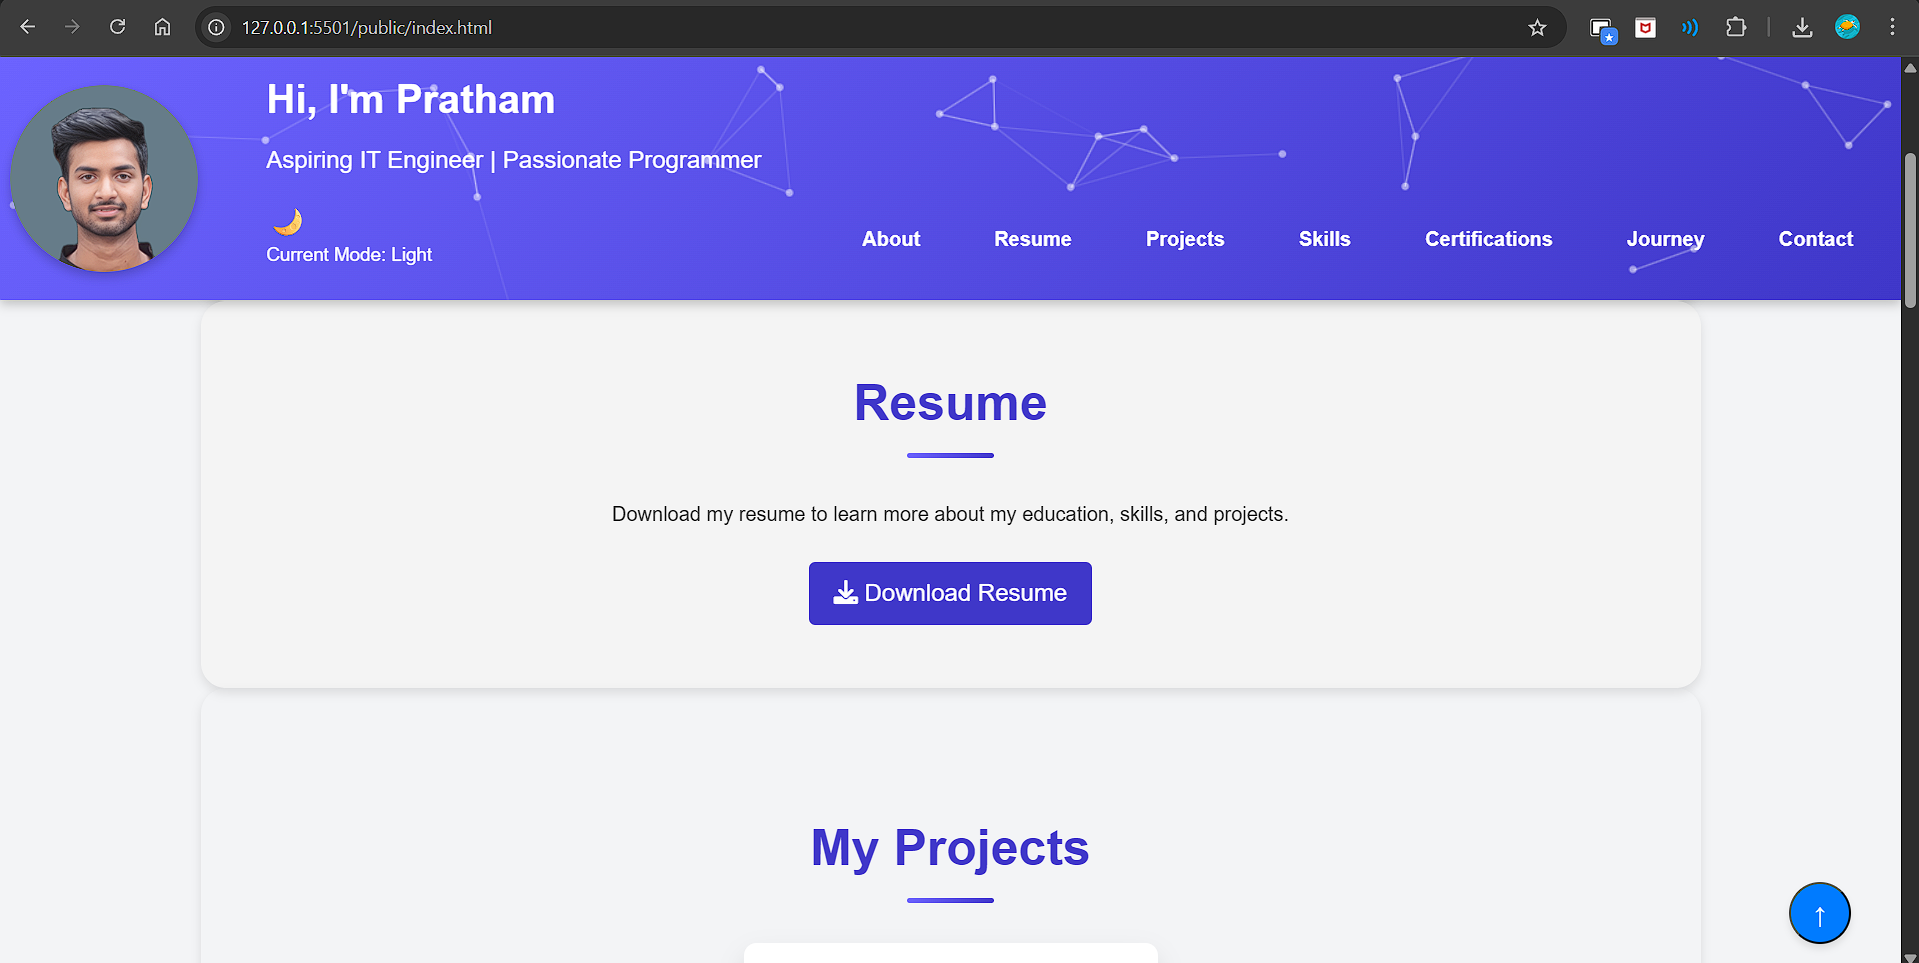 127.0.0.1:5501/public/index.html
Hi, I'm Pratham
Aspiring IT Engineer | Passionate Programmer
Current Mode: Light
About Resume Projects Skills Certifications Journey Contact
Resume
Download my resume to learn more about my education, skills, and projects.
Download Resume
My Projects
↑